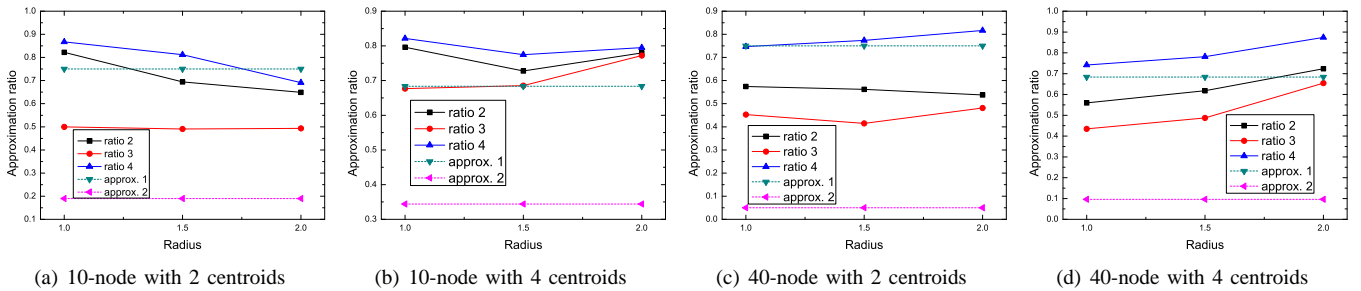 Approximation ratio
1.0
0.9
0.8
0.7
0.6
0.5
0.4
0.3
0.2
0.1
1.0
1.5
2.0
Radius
ratio 2
ratio 3
ratio 4
approx. 1
approx. 2
(a) 10-node with 2 centroids
Approximation ratio
0.9
0.8
0.7
0.6
0.5
0.4
0.3
1.0
1.5
2.0
Radius
ratio 2
ratio 3
ratio 4
approx. 1
approx. 2
(b) 10-node with 4 centroids
Approximation ratio
0.9
0.8
0.7
0.6
0.5
0.4
0.3
0.2
0.1
0.0
1.0
1.5
2.0
Radius
ratio 2
ratio 3
ratio 4
approx. 1
approx. 2
(c) 40-node with 2 centroids
Approximation ratio
1.0
0.9
0.8
0.7
0.6
0.5
0.4
0.3
0.2
0.1
0.0
1.0
1.5
2.0
Radius
ratio 2
ratio 3
ratio 4
approx. 1
approx. 2
(d) 40-node with 4 centroids